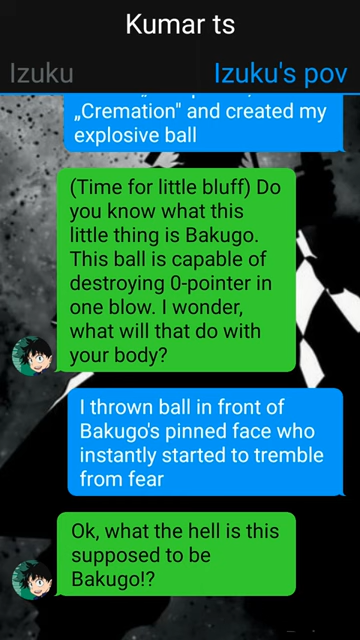 Kumar ts
Izuku
Izuku's pov
„Cremation" and created my
explosive ball
(Time for little bluff) Do
you know what this
little thing is Bakugo.
This ball is capable of
destroying 0-pointer in
one blow. I wonder,
what will that do with
your body?
I thrown ball in front of
Bakugo's pinned face who
instantly started to tremble
from fear
Ok, what the hell is this
supposed to be
Bakugo!?